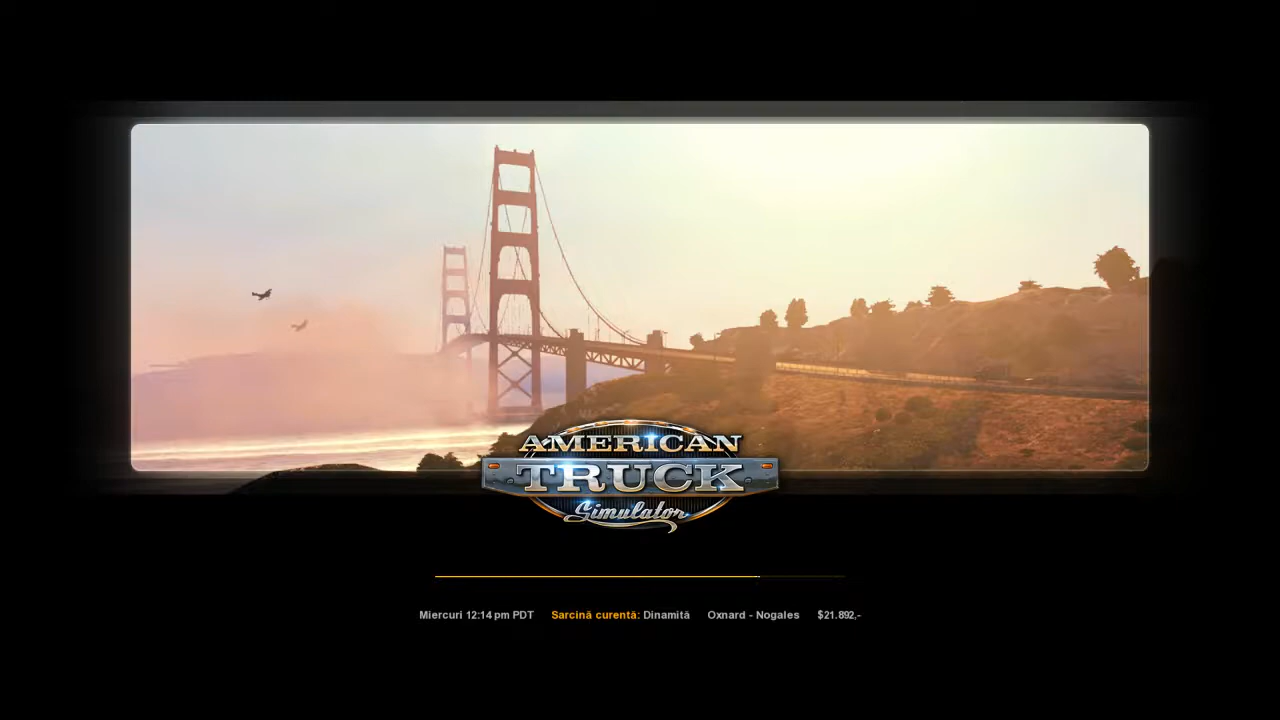 AMERICAN
TRUCK
Simulator
Miercuri 12:14 pm PDT Sarcină curentă: Dinamită Oxnard - Nogales $21.892,-